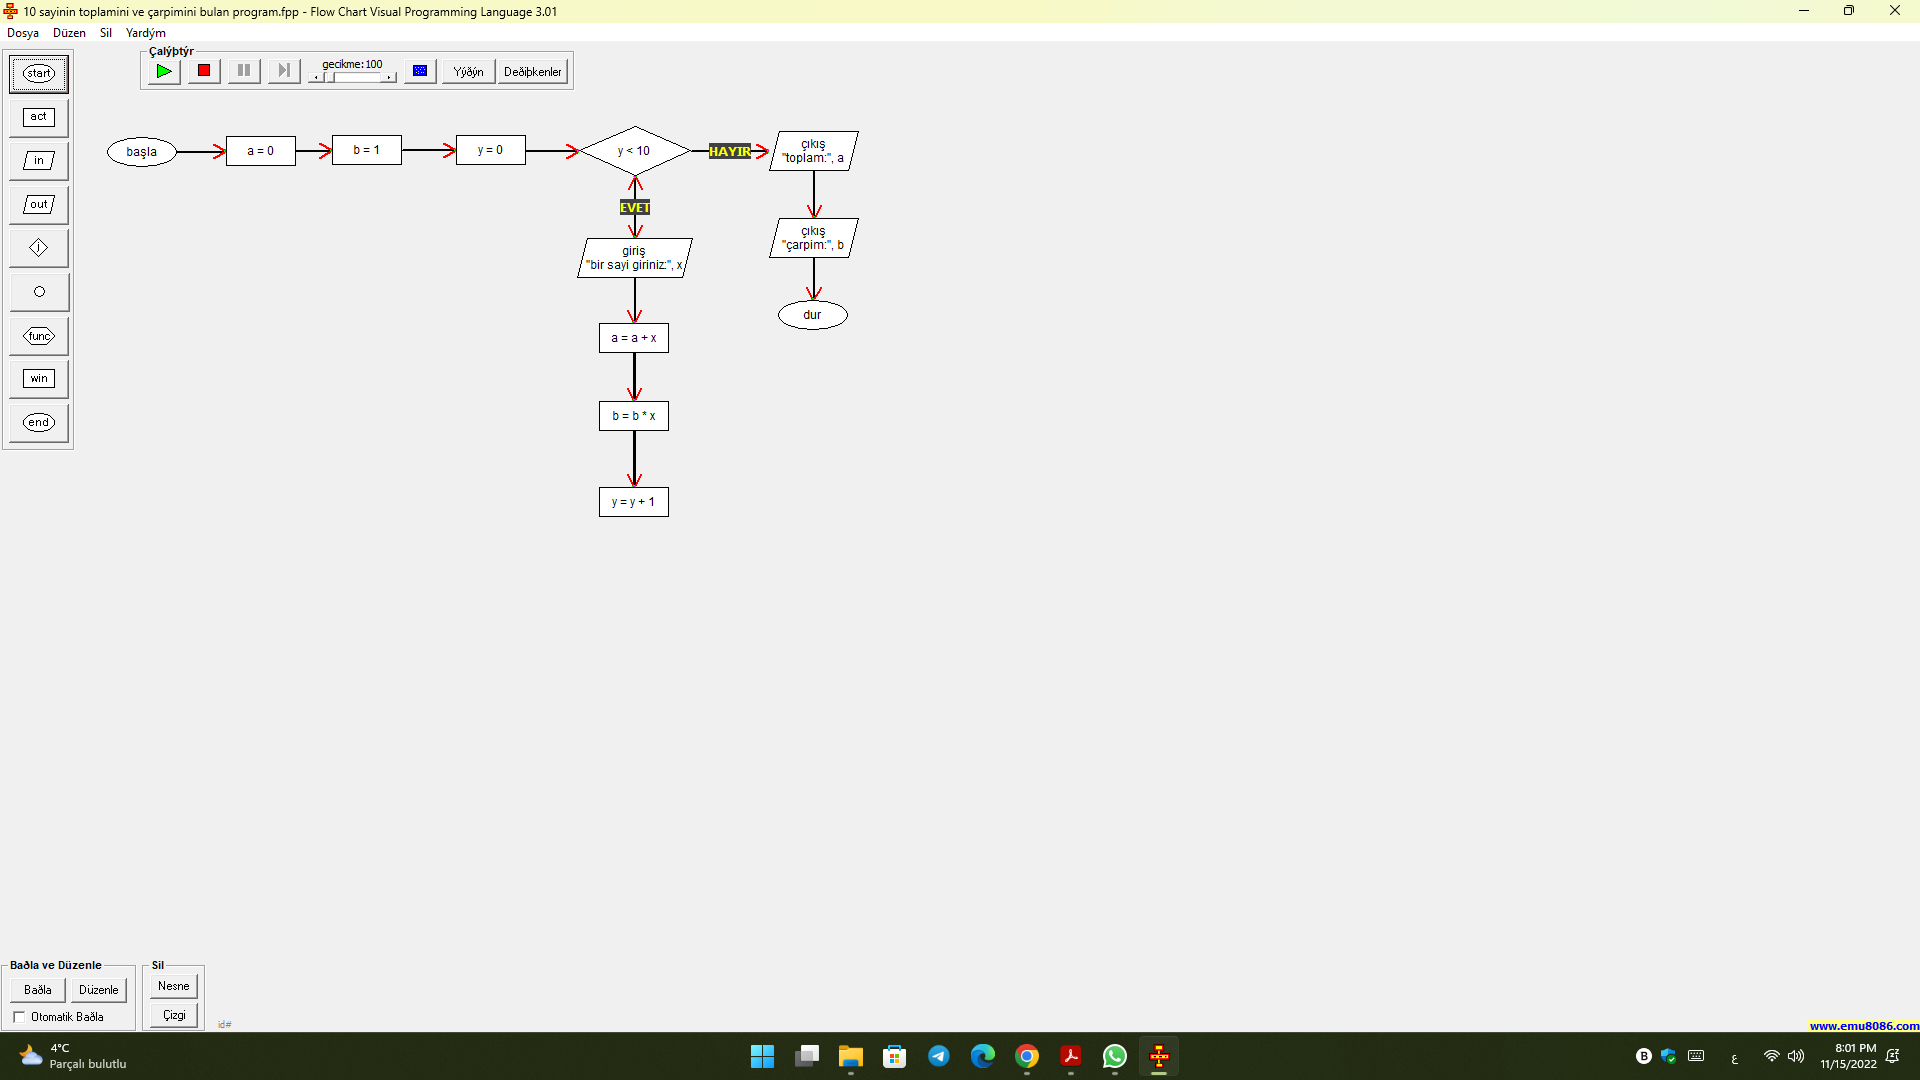 10 sayinin toplamini ve çarpimini bulan program.fpp - Flow Chart Visual Programming Language 3.01
Dosya Düzen Sil Yardým
Çalýþtýr
gecikme:100
Yýðýn
Deðiþkenler
start
act
in
out
j
func
win
end
başla
a = 0
b = 1
y = 0
y < 10
HAYIR
çıkış
"toplam:", a
EVET
çıkış
"çarpim:", b
giriş
"bir sayi giriniz:", x
dur
a = a + x
b = b * x
y = y + 1
Baðla ve Düzenle
Baðla
Düzenle
Otomatik Baðla
Sil
Nesne
Çizgi
id#
www.emu8086.com
4°C
Parçalı bulutlu
B
ع
8:01 PM
11/15/2022